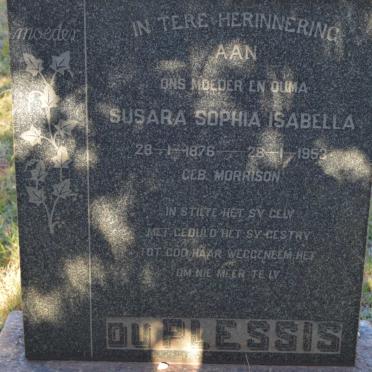 moeder
IN TERE HERINNERING
AAN
ONS MOEDER EN OUMA
SUSARA SOPHIA ISABELLA
28-1-1876 – 28-1-1953
GEB. MORRISON
IN STILTE HET SY GELY
MET GEDULD HET SY GESTRY
TOT GOD HAAR WEGGENEEM HET
OM NIE MEER TE LY
DU PLESSIS